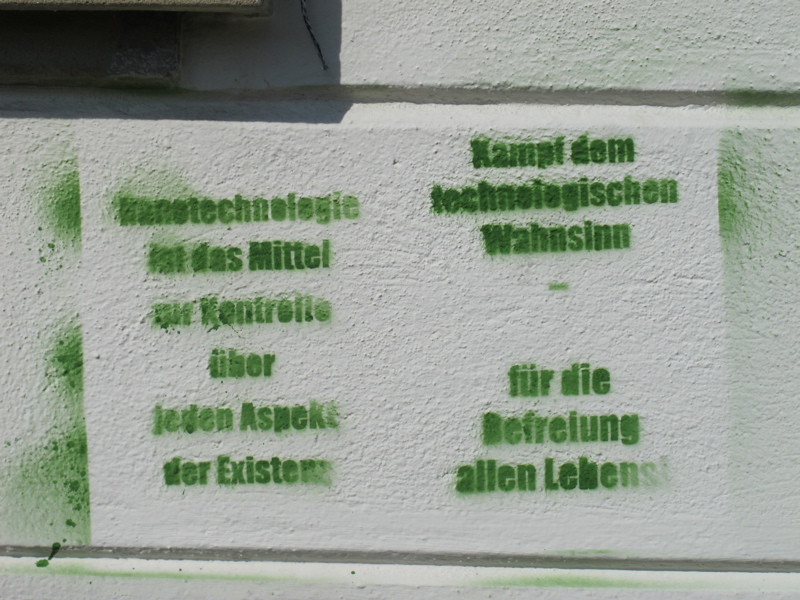 Nanotechnologie
ist das Mittel
zur Kontrolle
über
jeden Aspekt
der Existenz
Kampf dem
technologischen
Wahnsinn
-
für die
Befreiung
allen Lebens!